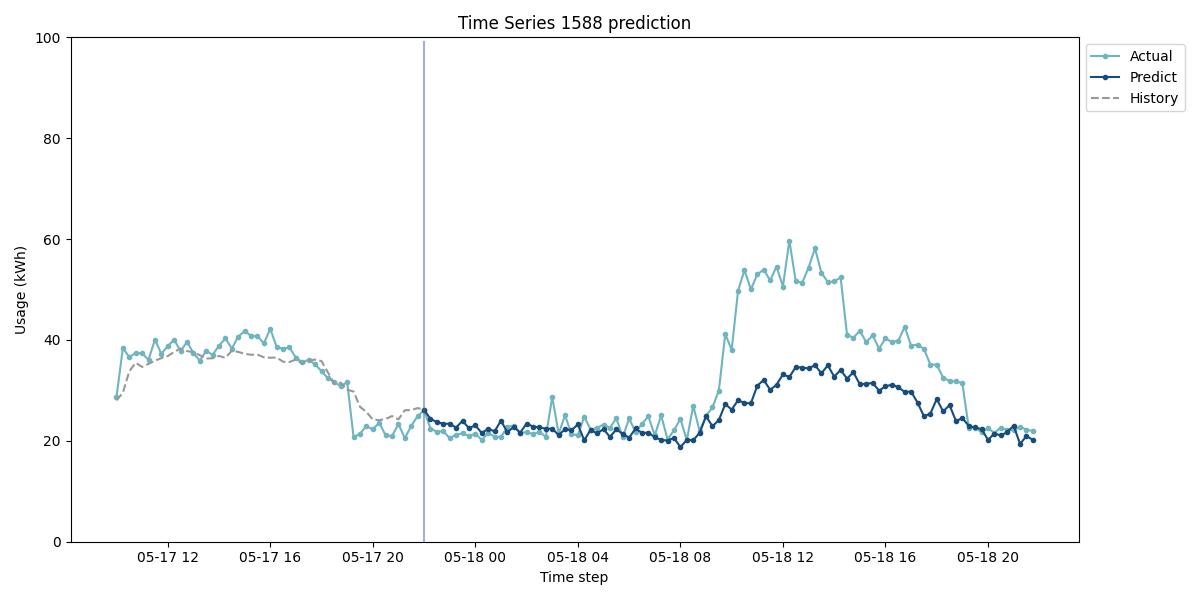 Time Series 1588 prediction
Usage (kWh)
100
80
60
40
20
0
05-17 12
05-17 16
05-17 20
05-18 00
05-18 04
05-18 08
05-18 12
05-18 16
05-18 20
Time step
Actual
Predict
History